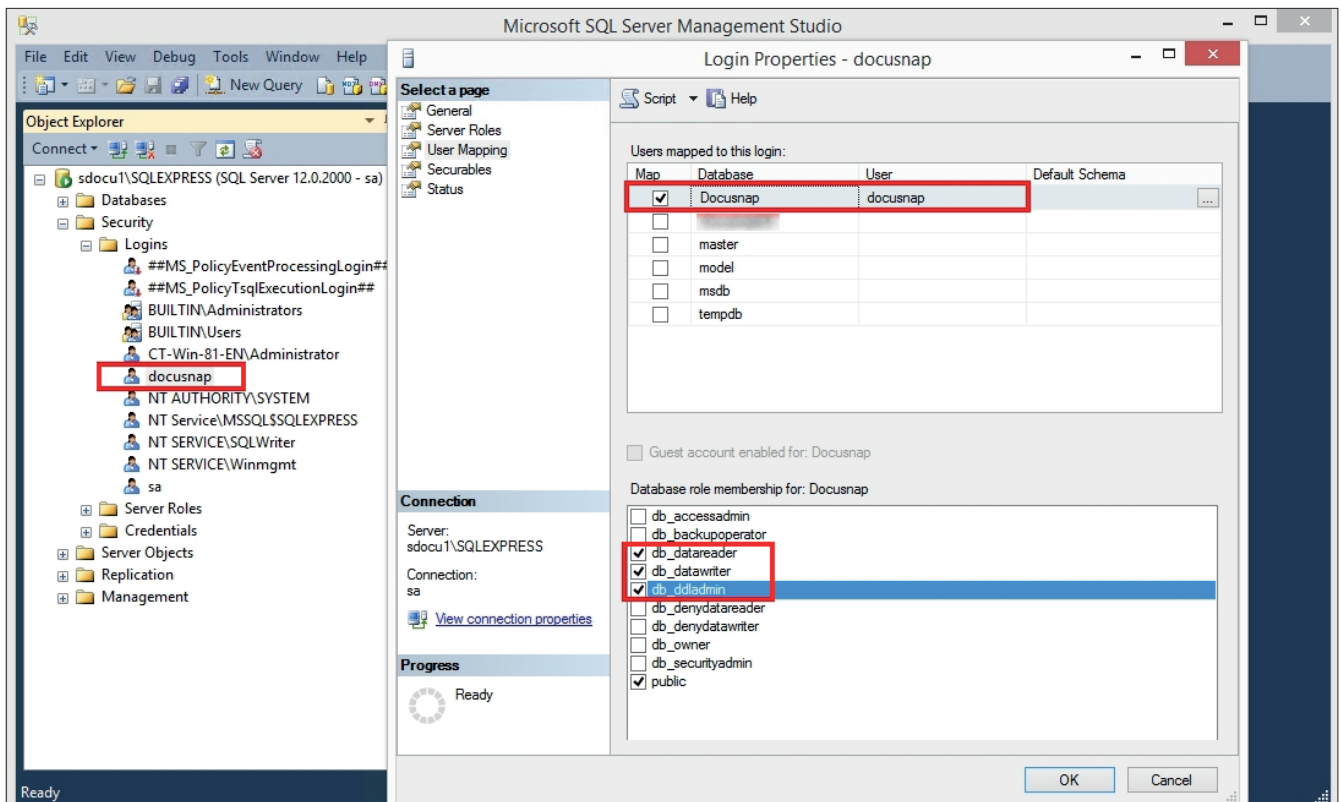 Microsoft SQL Server Management Studio
File Edit View Debug Tools Window Help
New Query
Object Explorer
Connect
sdocu1\SQLEXPRESS (SQL Server 12.0.2000 - sa)
Databases
Security
Logins
##MS_PolicyEventProcessingLogin##
##MS_PolicyTsqlExecutionLogin##
BUILTIN\Administrators
BUILTIN\Users
CT-Win-81-EN\Administrator
docusnap
NT AUTHORITY\SYSTEM
NT Service\MSSQL$SQLEXPRESS
NT SERVICE\SQLWriter
NT SERVICE\Winmgmt
sa
Server Roles
Credentials
Server Objects
Replication
Management
Ready
Login Properties - docusnap
Select a page
General
Server Roles
User Mapping
Securables
Status
Connection
Server:
sdocu1\SQLEXPRESS
Connection:
sa
View connection properties
Progress
Ready
Script Help
Users mapped to this login:
Map Database User Default Schema
Docusnap docusnap ...
master
model
msdb
tempdb
Guest account enabled for: Docusnap
Database role membership for: Docusnap
db_accessadmin
db_backupoperator
db_datareader
db_datawriter
db_ddladmin
db_denydatareader
db_denydatawriter
db_owner
db_securityadmin
public
OK Cancel